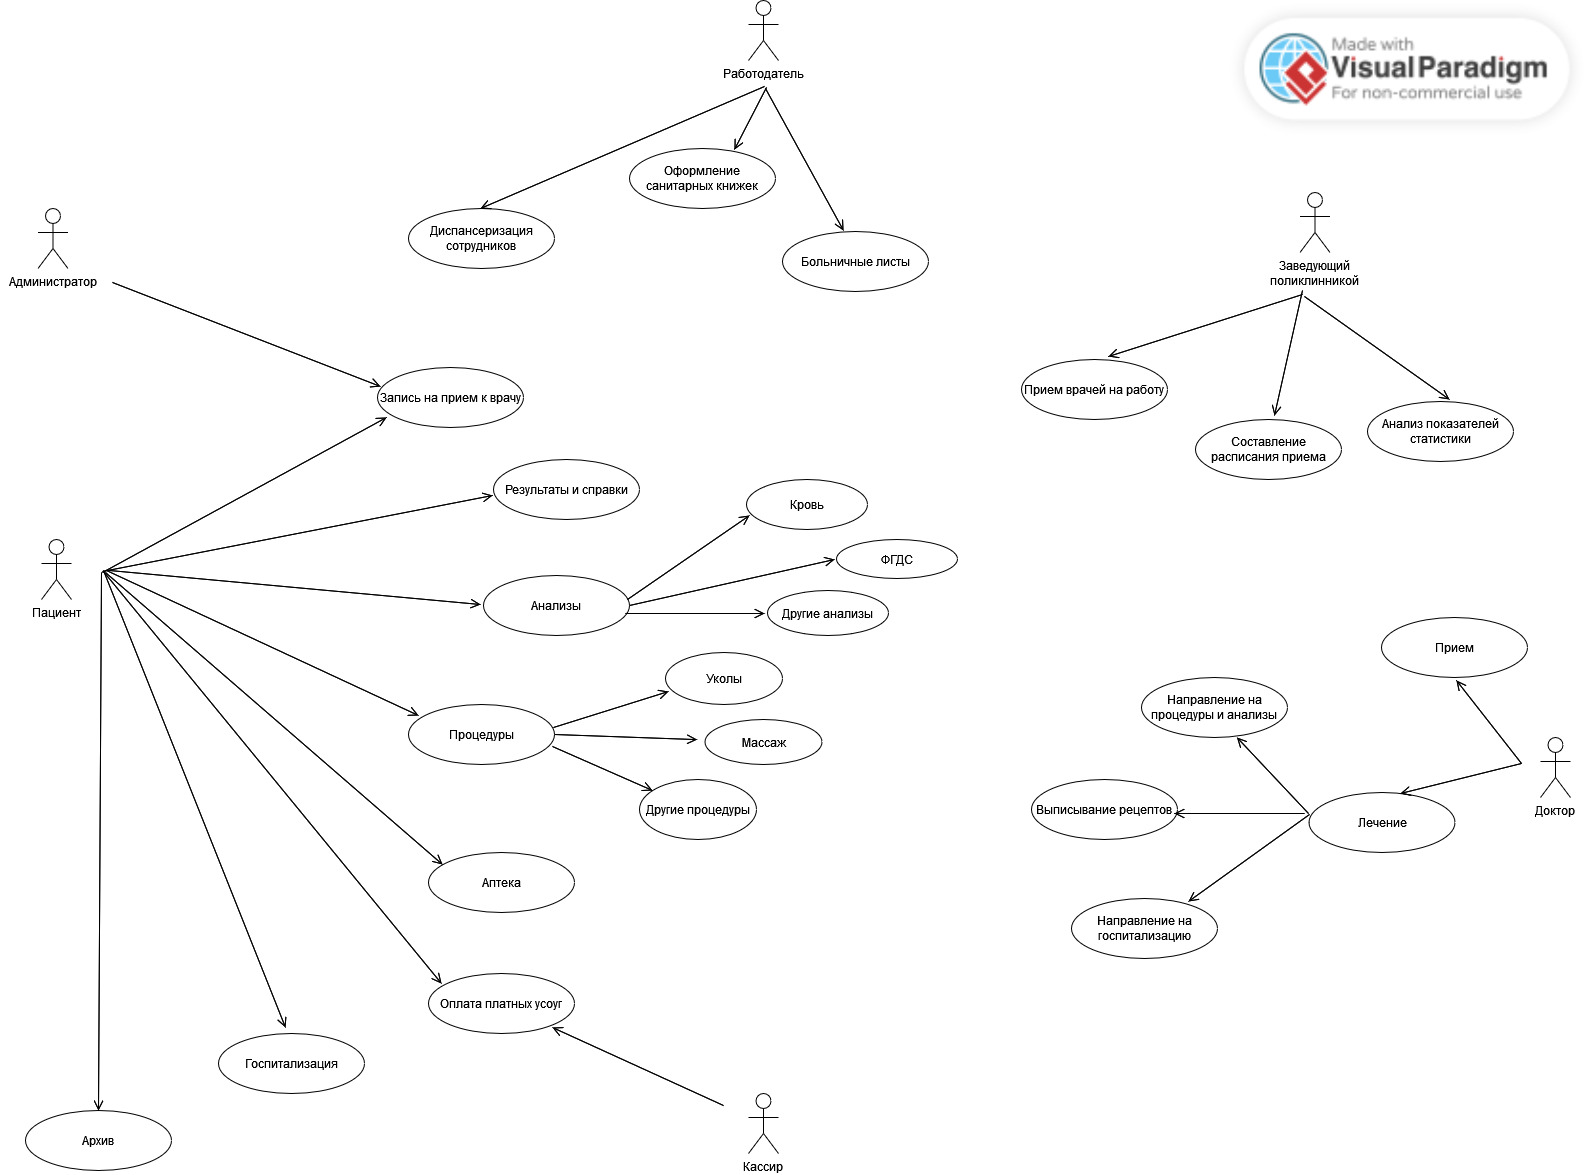 Работодатель
Made with
Visual Paradigm
For non-commercial use
Оформление
санитарных книжек
Диспансеризация
сотрудников
Больничные листы
Администратор
Заведующий
поликлинникой
Прием врачей на работу
Составление
расписания приема
Анализ показателей
статистики
Запись на прием к врачу
Результаты и справки
Кровь
ФГДС
Анализы
Другие анализы
Пациент
Уколы
Процедуры
Массаж
Другие процедуры
Прием
Направление на
процедуры и анализы
Выписывание рецептов
Лечение
Доктор
Направление на
госпитализацию
Аптека
Оплата платных усоуг
Госпитализация
Архив
Кассир